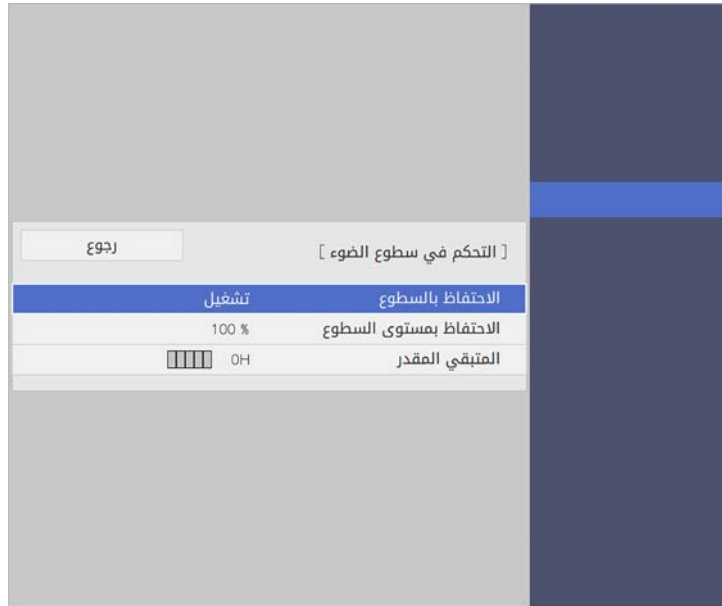 [ التحكم في سطوع الضوء ]
رجوع
الاحتفاظ بالسطوع تشغيل
الاحتفاظ بمستوى السطوع 100 %
المتبقي المقدر 0H